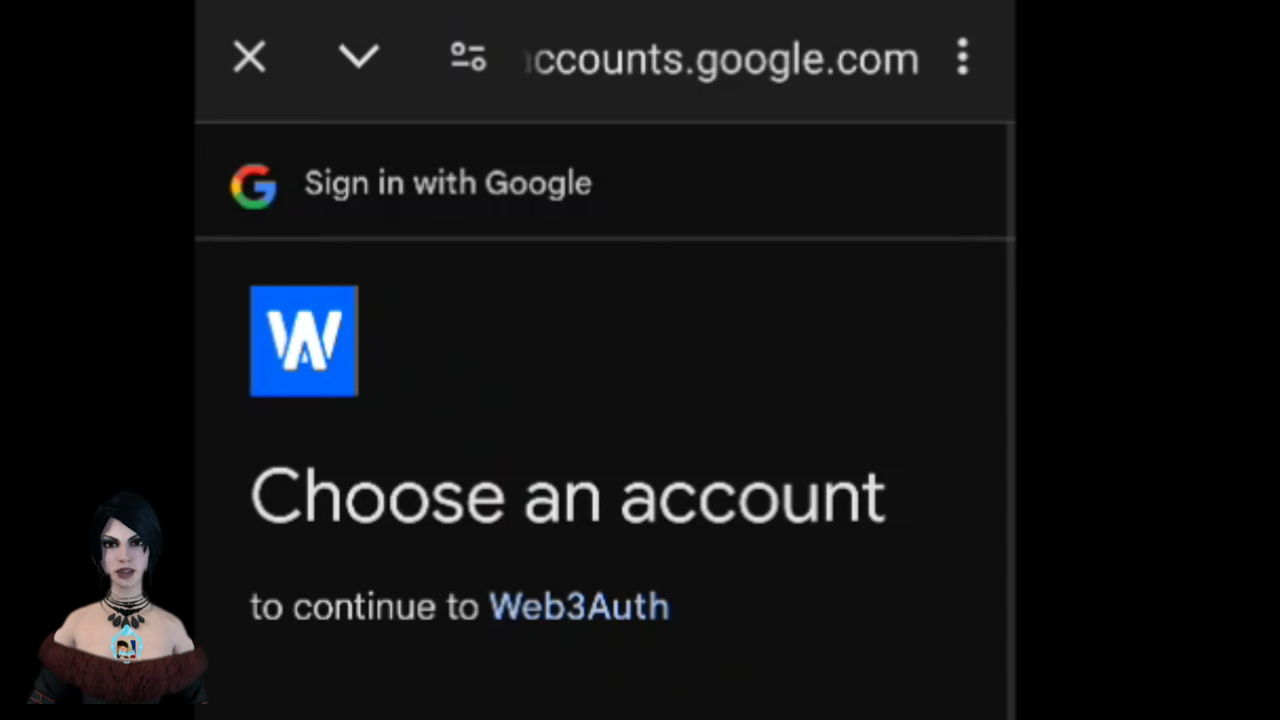 ccounts.google.com
Sign in with Google
W
Choose an account
to continue to Web3Auth